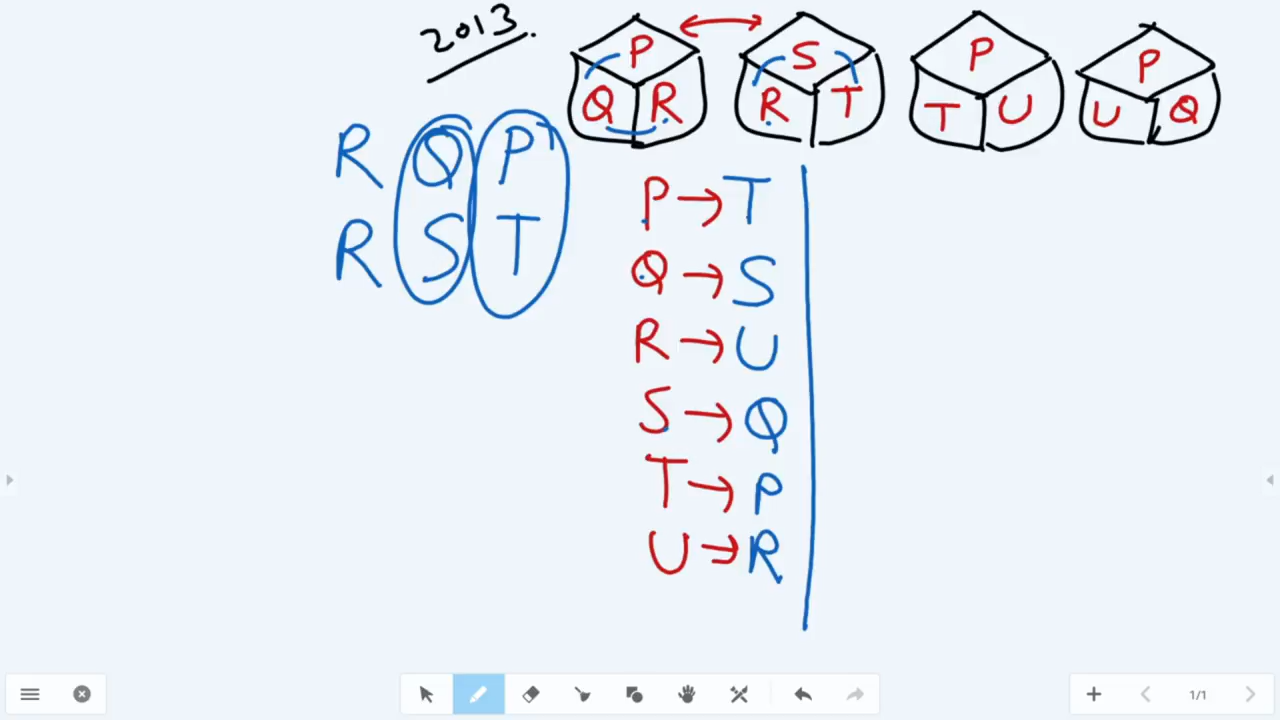 2013.
P
Q R
S
R T
P
T U
P
U Q
R Q P
R S T
P → T
Q → S
R → U
S → Q
T → P
U → R
1/1